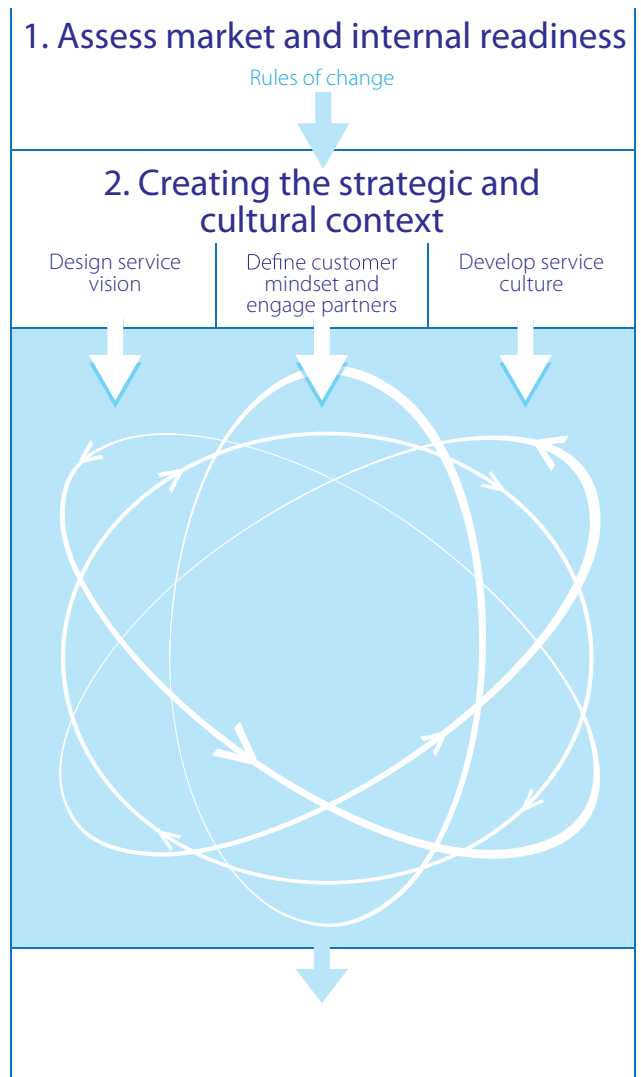 1. Assess market and internal readiness
Rules of change
2. Creating the strategic and
cultural context
Design service
vision
Define customer
mindset and
engage partners
Develop service
culture